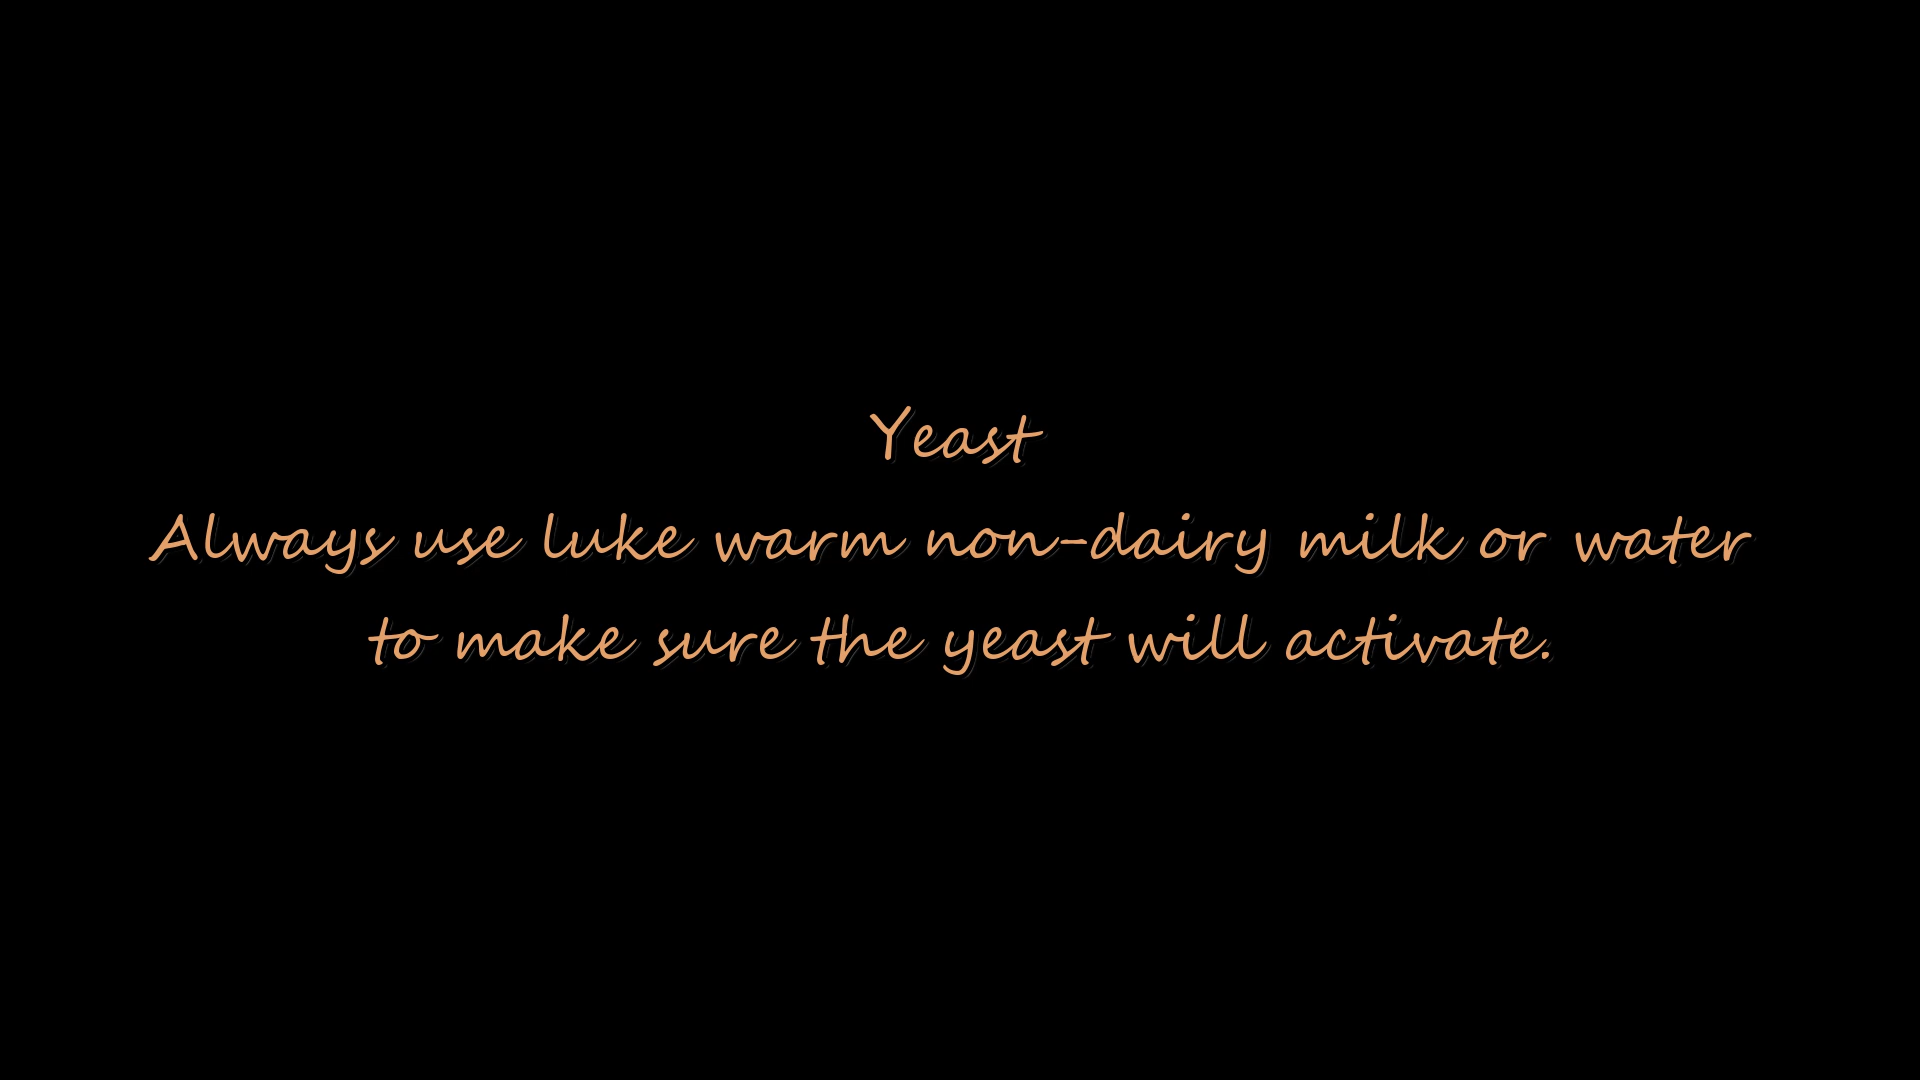 Yeast
Always use luke warm non-dairy milk or water
to make sure the yeast will activate.